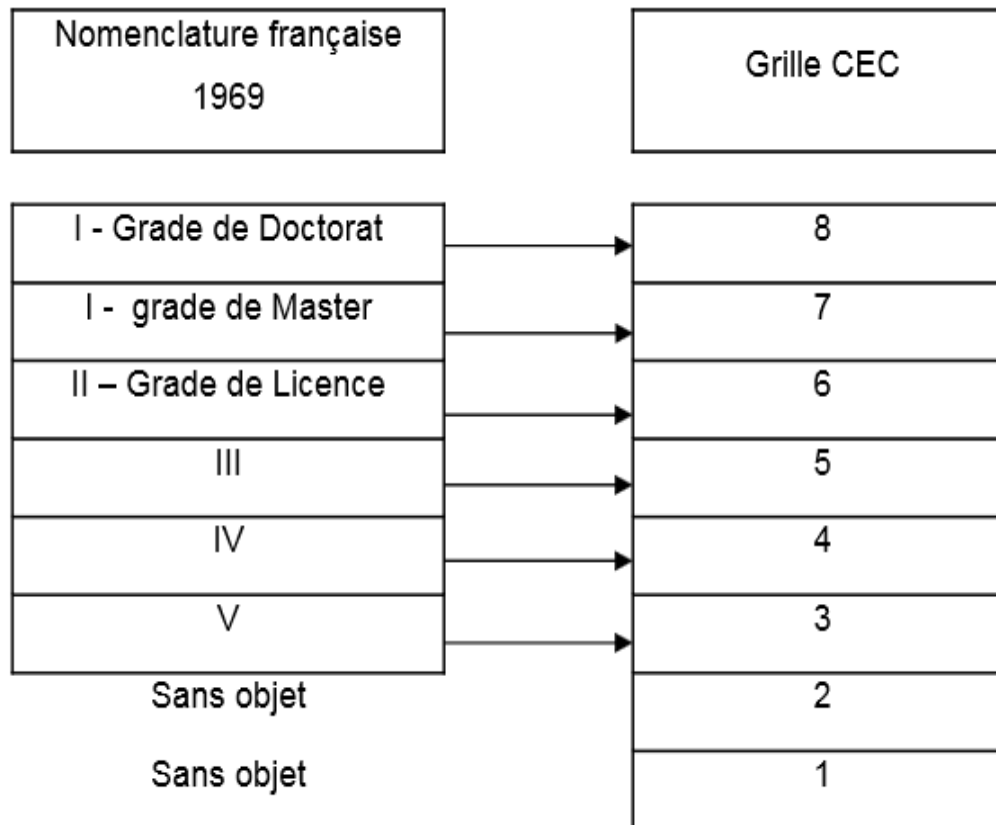 Nomenclature française
1969
Grille CEC
I - Grade de Doctorat
8
I - grade de Master
7
II – Grade de Licence
6
III
5
IV
4
V
3
Sans objet
2
Sans objet
1